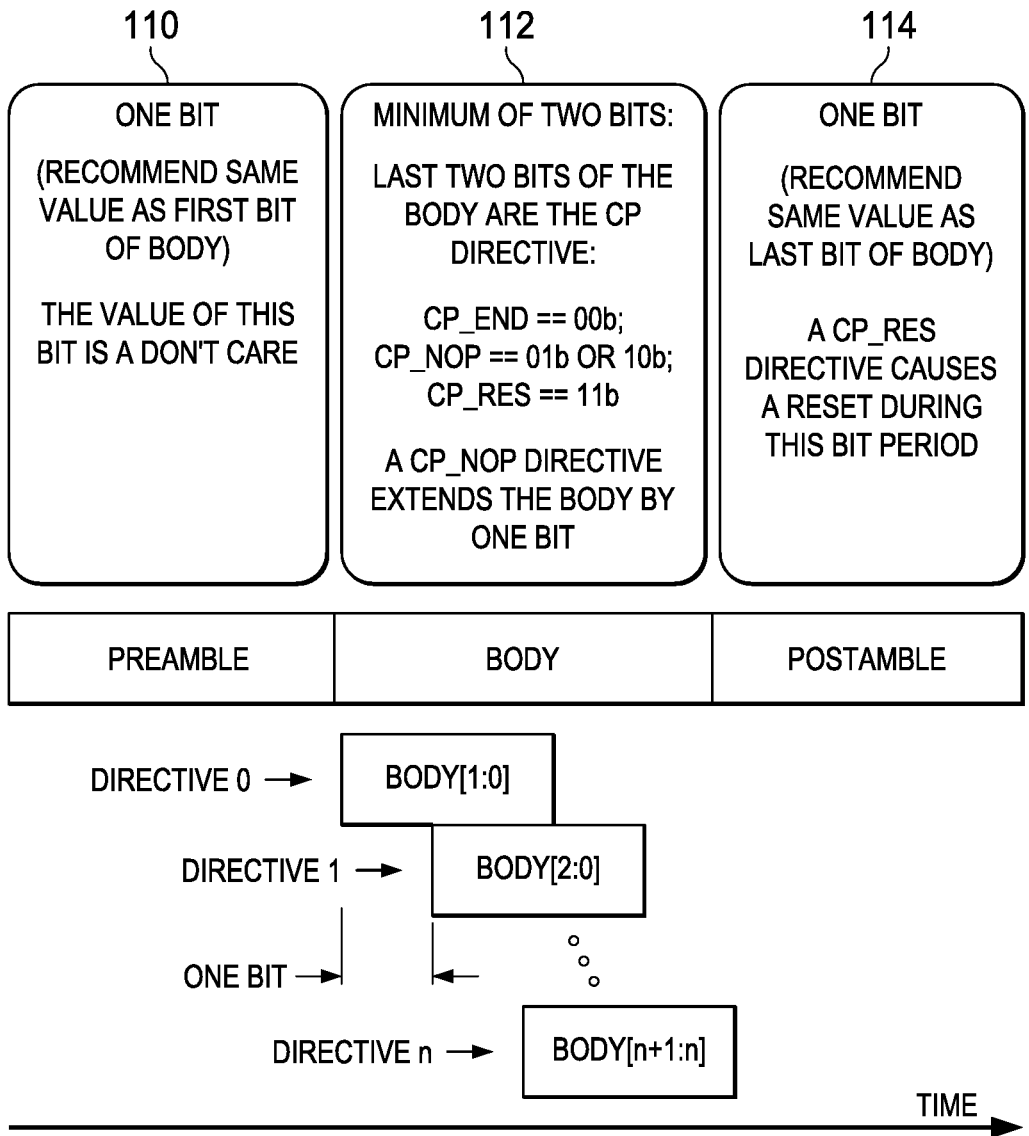 110
112
114
ONE BIT
(RECOMMEND SAME
VALUE AS FIRST BIT
OF BODY)
THE VALUE OF THIS
BIT IS A DON'T CARE
MINIMUM OF TWO BITS:
LAST TWO BITS OF THE
BODY ARE THE CP
DIRECTIVE:
CP_END == 00b;
CP_NOP == 01b OR 10b;
CP_RES == 11b
A CP_NOP DIRECTIVE
EXTENDS THE BODY BY
ONE BIT
ONE BIT
(RECOMMEND
SAME VALUE AS
LAST BIT OF BODY)
A CP_RES
DIRECTIVE CAUSES
A RESET DURING
THIS BIT PERIOD
PREAMBLE
BODY
POSTAMBLE
DIRECTIVE 0
BODY[1:0]
DIRECTIVE 1
BODY[2:0]
ONE BIT
DIRECTIVE n
BODY[n+1:n]
TIME